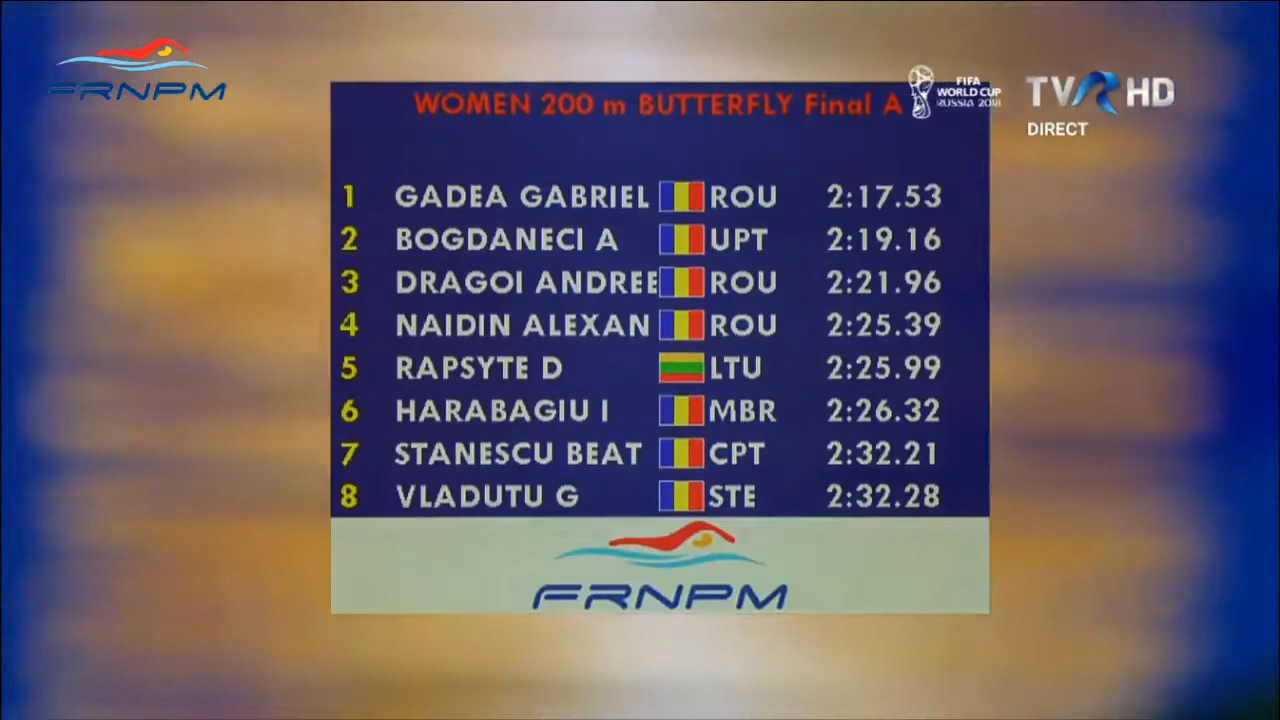 FRNPM
WOMEN 200 m BUTTERFLY Final A
FIFA
WORLD CUP
RUSSIA 2018
TVR HD
DIRECT
1 GADEA GABRIEL ROU 2:17.53
2 BOGDANECI A UPT 2:19.16
3 DRAGOI ANDREE ROU 2:21.96
4 NAIDIN ALEXAN ROU 2:25.39
5 RAPSYTE D LTU 2:25.99
6 HARABAGIU I MBR 2:26.32
7 STANESCU BEAT CPT 2:32.21
8 VLADUTU G STE 2:32.28
FRNPM